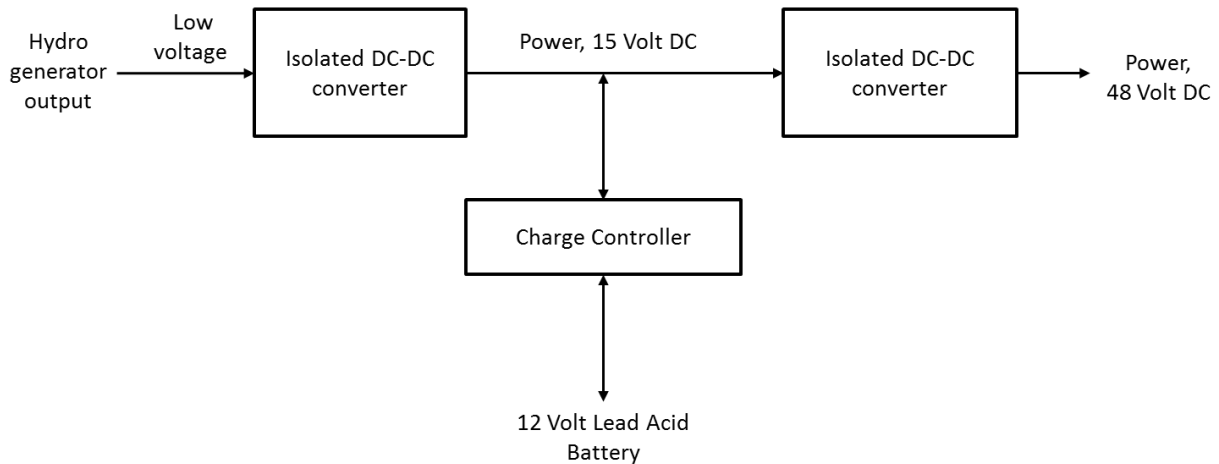 Hydro
generator
output
Low
voltage
Isolated DC-DC
converter
Power, 15 Volt DC
Isolated DC-DC
converter
Power,
48 Volt DC
Charge Controller
12 Volt Lead Acid
Battery